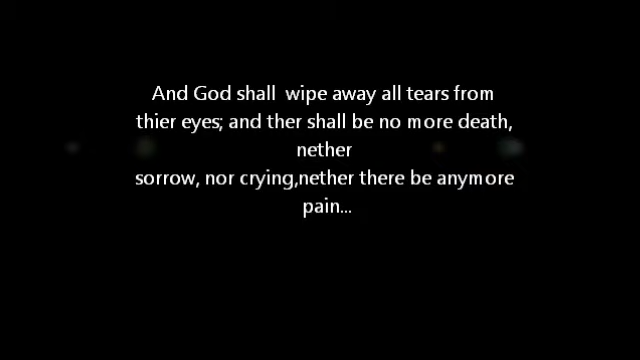 And God shall  wipe away all tears from
thier eyes; and ther shall be no more death,
nether
sorrow, nor crying,nether there be anymore
pain...